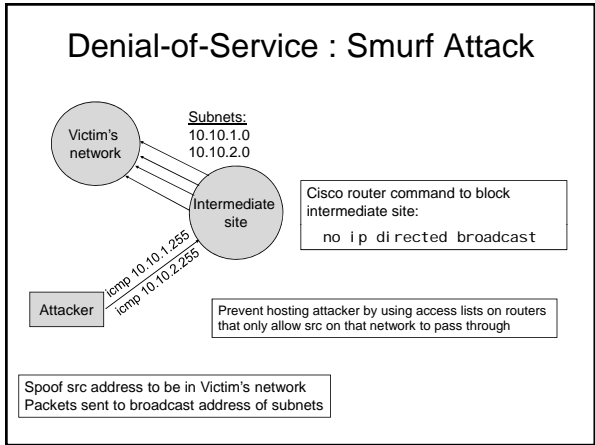 Denial-of-Service : Smurf Attack
Victim's
network
Subnets:
10.10.1.0
10.10.2.0
Intermediate
site
Cisco router command to block
intermediate site:
no ip directed broadcast
icmp 10.10.1.255
icmp 10.10.2.255
Attacker
Prevent hosting attacker by using access lists on routers
that only allow src on that network to pass through
Spoof src address to be in Victim's network
Packets sent to broadcast address of subnets